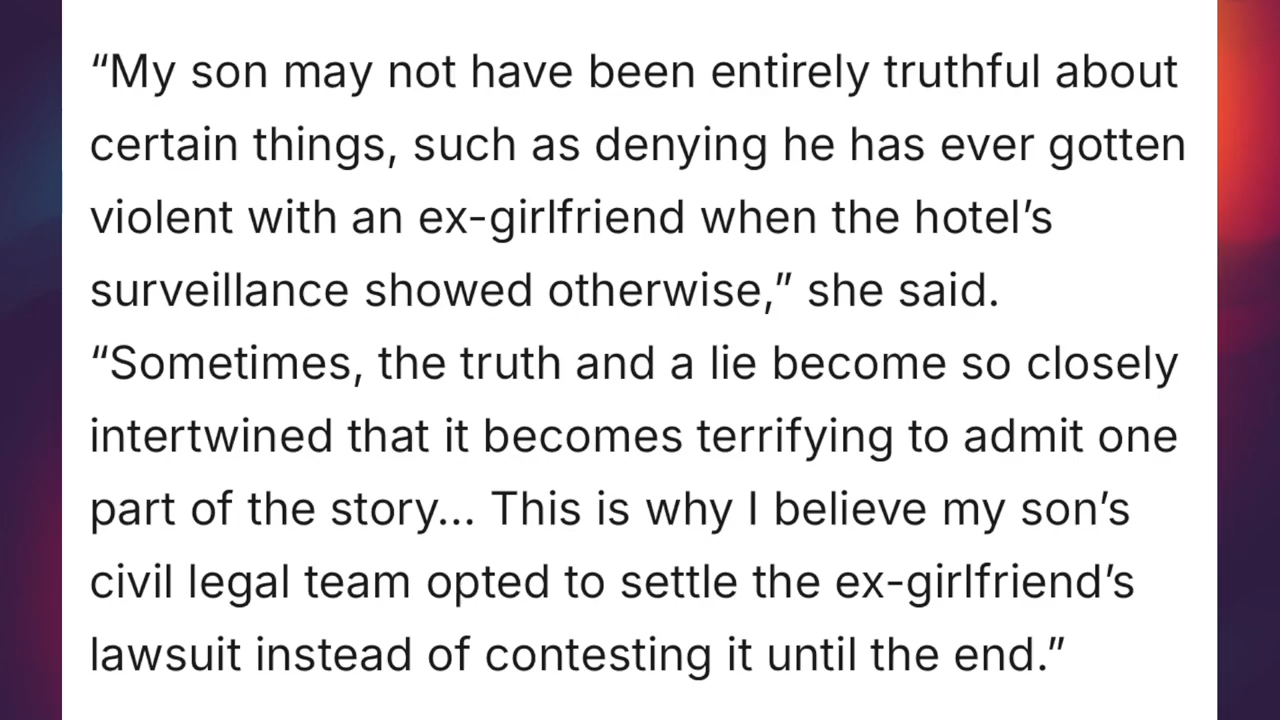 “My son may not have been entirely truthful about
certain things, such as denying he has ever gotten
violent with an ex-girlfriend when the hotel’s
surveillance showed otherwise,” she said.
“Sometimes, the truth and a lie become so closely
intertwined that it becomes terrifying to admit one
part of the story... This is why I believe my son’s
civil legal team opted to settle the ex-girlfriend’s
lawsuit instead of contesting it until the end.”